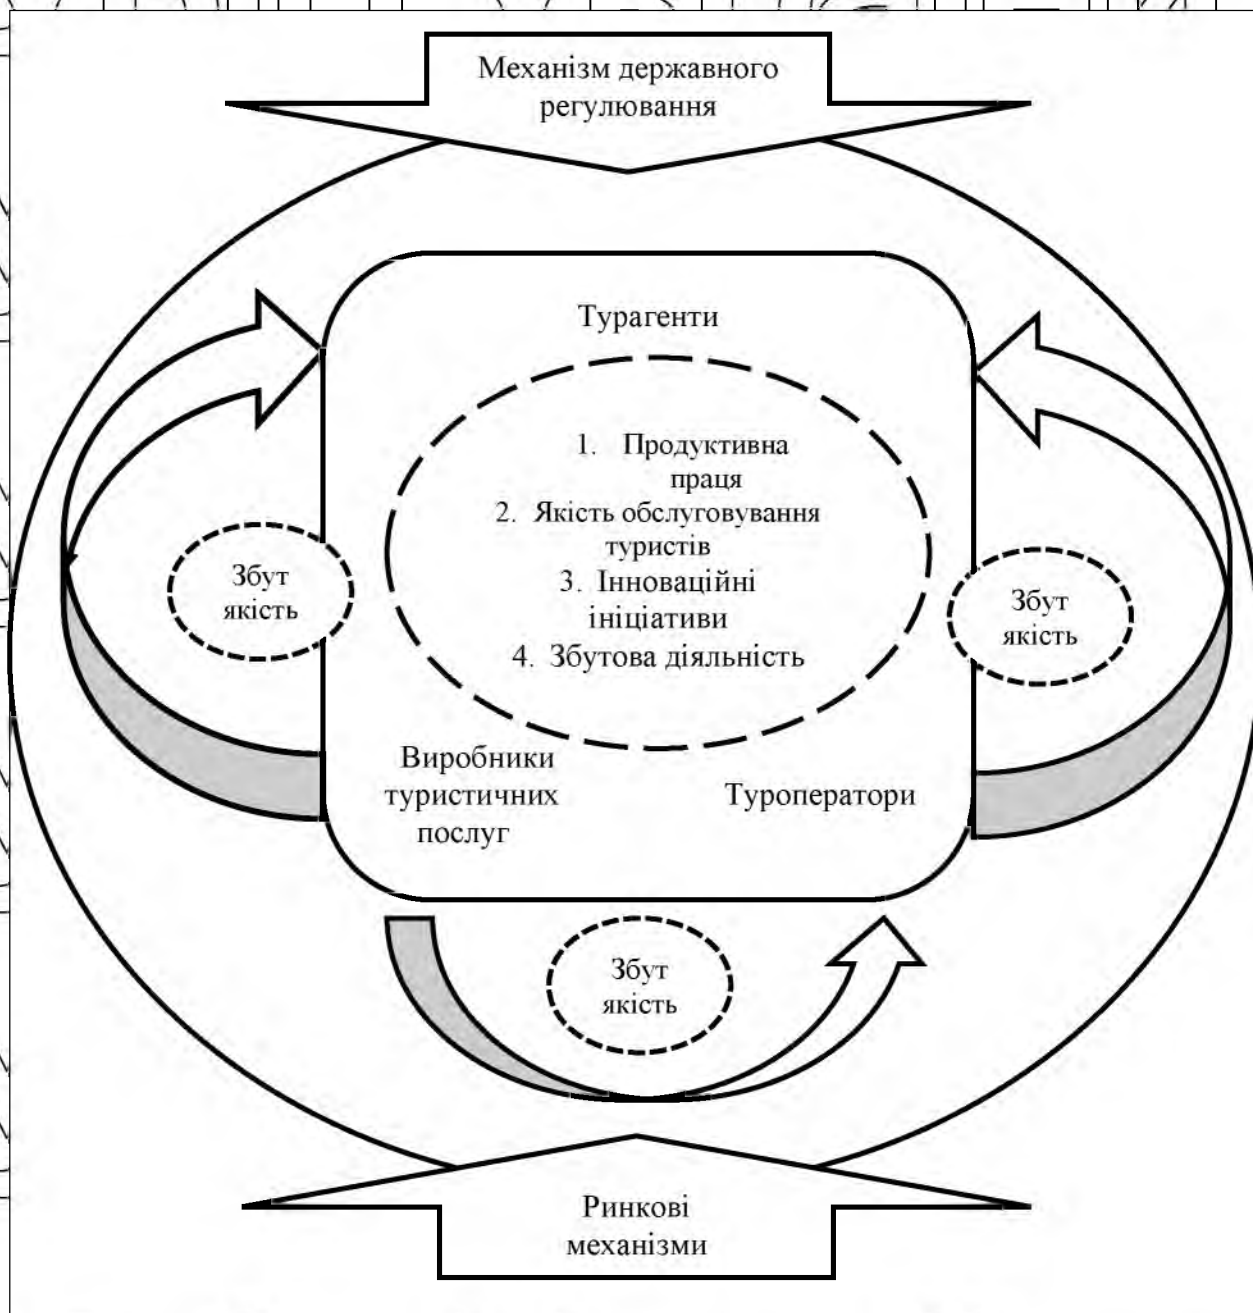 Механізм державного
регулювання
Турагенти
1. Продуктивна
праця
2. Якість обслуговування
туристів
3. Інноваційні
ініціативи
4. Збутова діяльність
Збут
якість
Збут
якість
Виробники
туристичних
послуг
Туроператори
Збут
якість
Ринкові
механізми